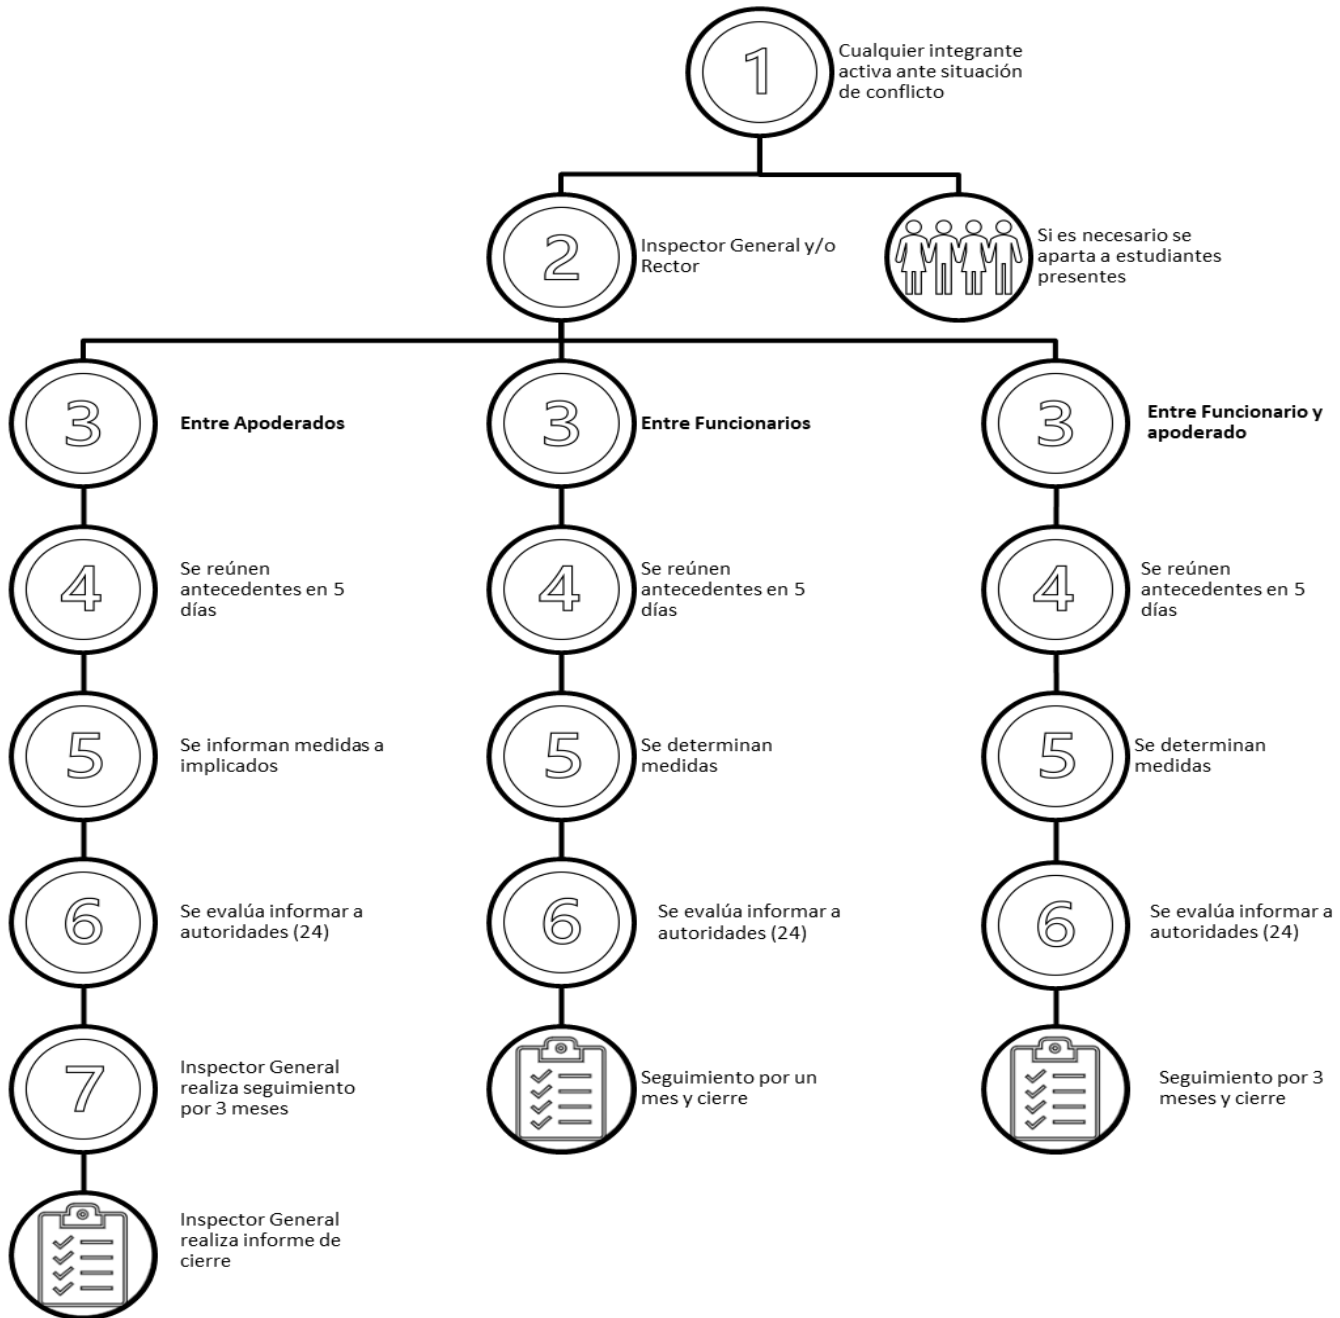 1
Cualquier integrante
activa ante situación
de conflicto
2
Inspector General y/o
Rector
Si es necesario se
aparta a estudiantes
presentes
3
Entre Apoderados
3
Entre Funcionarios
3
Entre Funcionario y
apoderado
4
Se reúnen
antecedentes en 5
días
4
Se reúnen
antecedentes en 5
días
4
Se reúnen
antecedentes en 5
días
5
Se informan medidas a
implicados
5
Se determinan
medidas
5
Se determinan
medidas
6
Se evalúa informar a
autoridades (24)
6
Se evalúa informar a
autoridades (24)
6
Se evalúa informar a
autoridades (24)
7
Inspector General
realiza seguimiento
por 3 meses
Seguimiento por un
mes y cierre
Seguimiento por 3
meses y cierre
Inspector General
realiza informe de
cierre